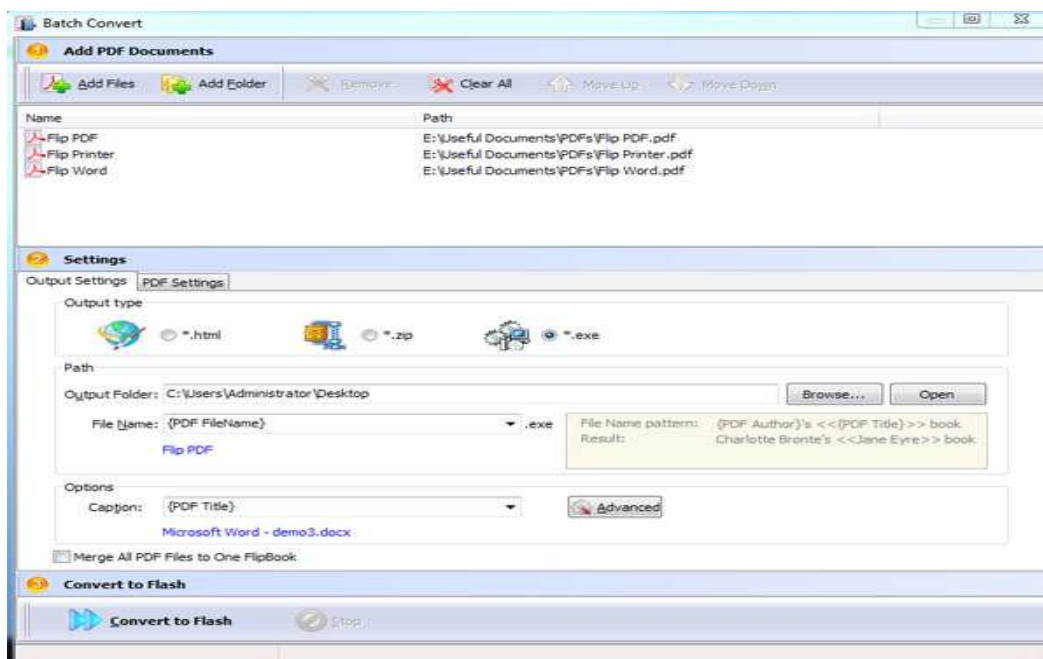 Batch Convert
Add PDF Documents
Add Files Add Folder Remove Clear All Move Up Move Down
Name Path
Flip PDF E:\Useful Documents\PDFs\Flip PDF.pdf
Flip Printer E:\Useful Documents\PDFs\Flip Printer.pdf
Flip Word E:\Useful Documents\PDFs\Flip Word.pdf
Settings
Output Settings PDF Settings
Output type
*.html *.zip *.exe
Path
Output Folder: C:\Users\Administrator\Desktop Browse... Open
File Name: {PDF FileName} .exe File Name pattern: {PDF Author}'s <<{PDF Title}>> book
Flip PDF Result: Charlotte Bronte's <<Jane Eyre>> book
Options
Caption: {PDF Title} Advanced
Microsoft Word - demo3.docx
Merge All PDF Files to One FlipBook
Convert to Flash
Convert to Flash Stop